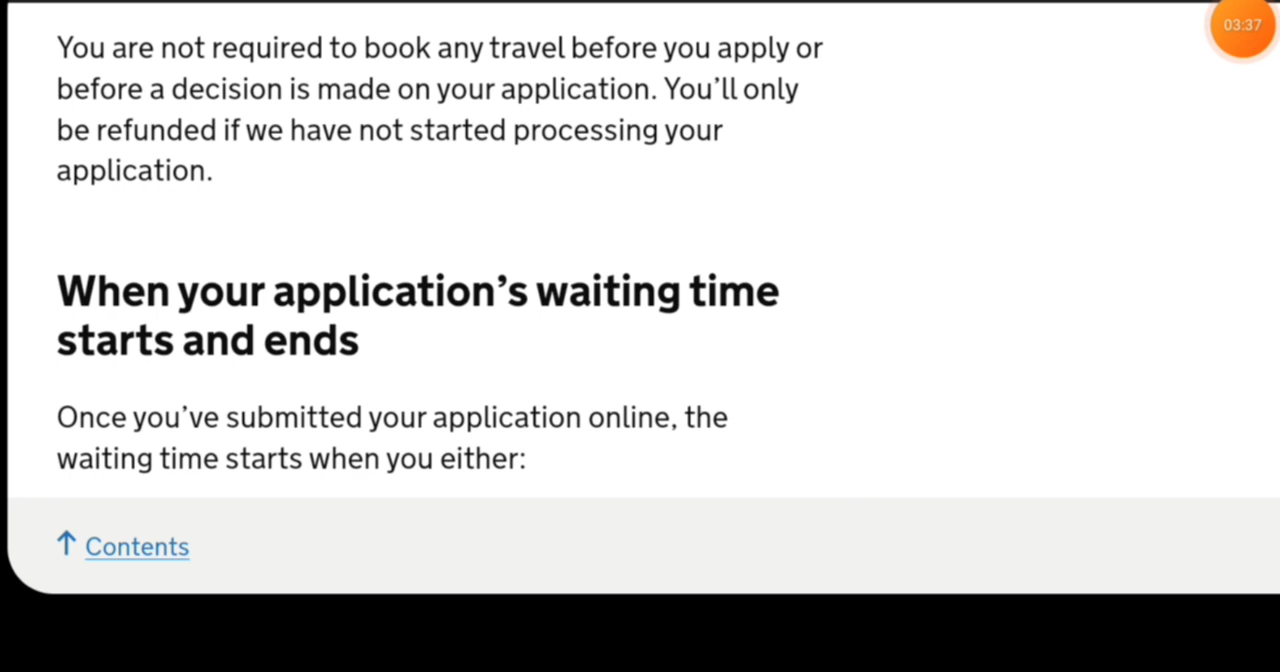 03:37
You are not required to book any travel before you apply or
before a decision is made on your application. You’ll only
be refunded if we have not started processing your
application.
When your application’s waiting time
starts and ends
Once you’ve submitted your application online, the
waiting time starts when you either:
↑ Contents